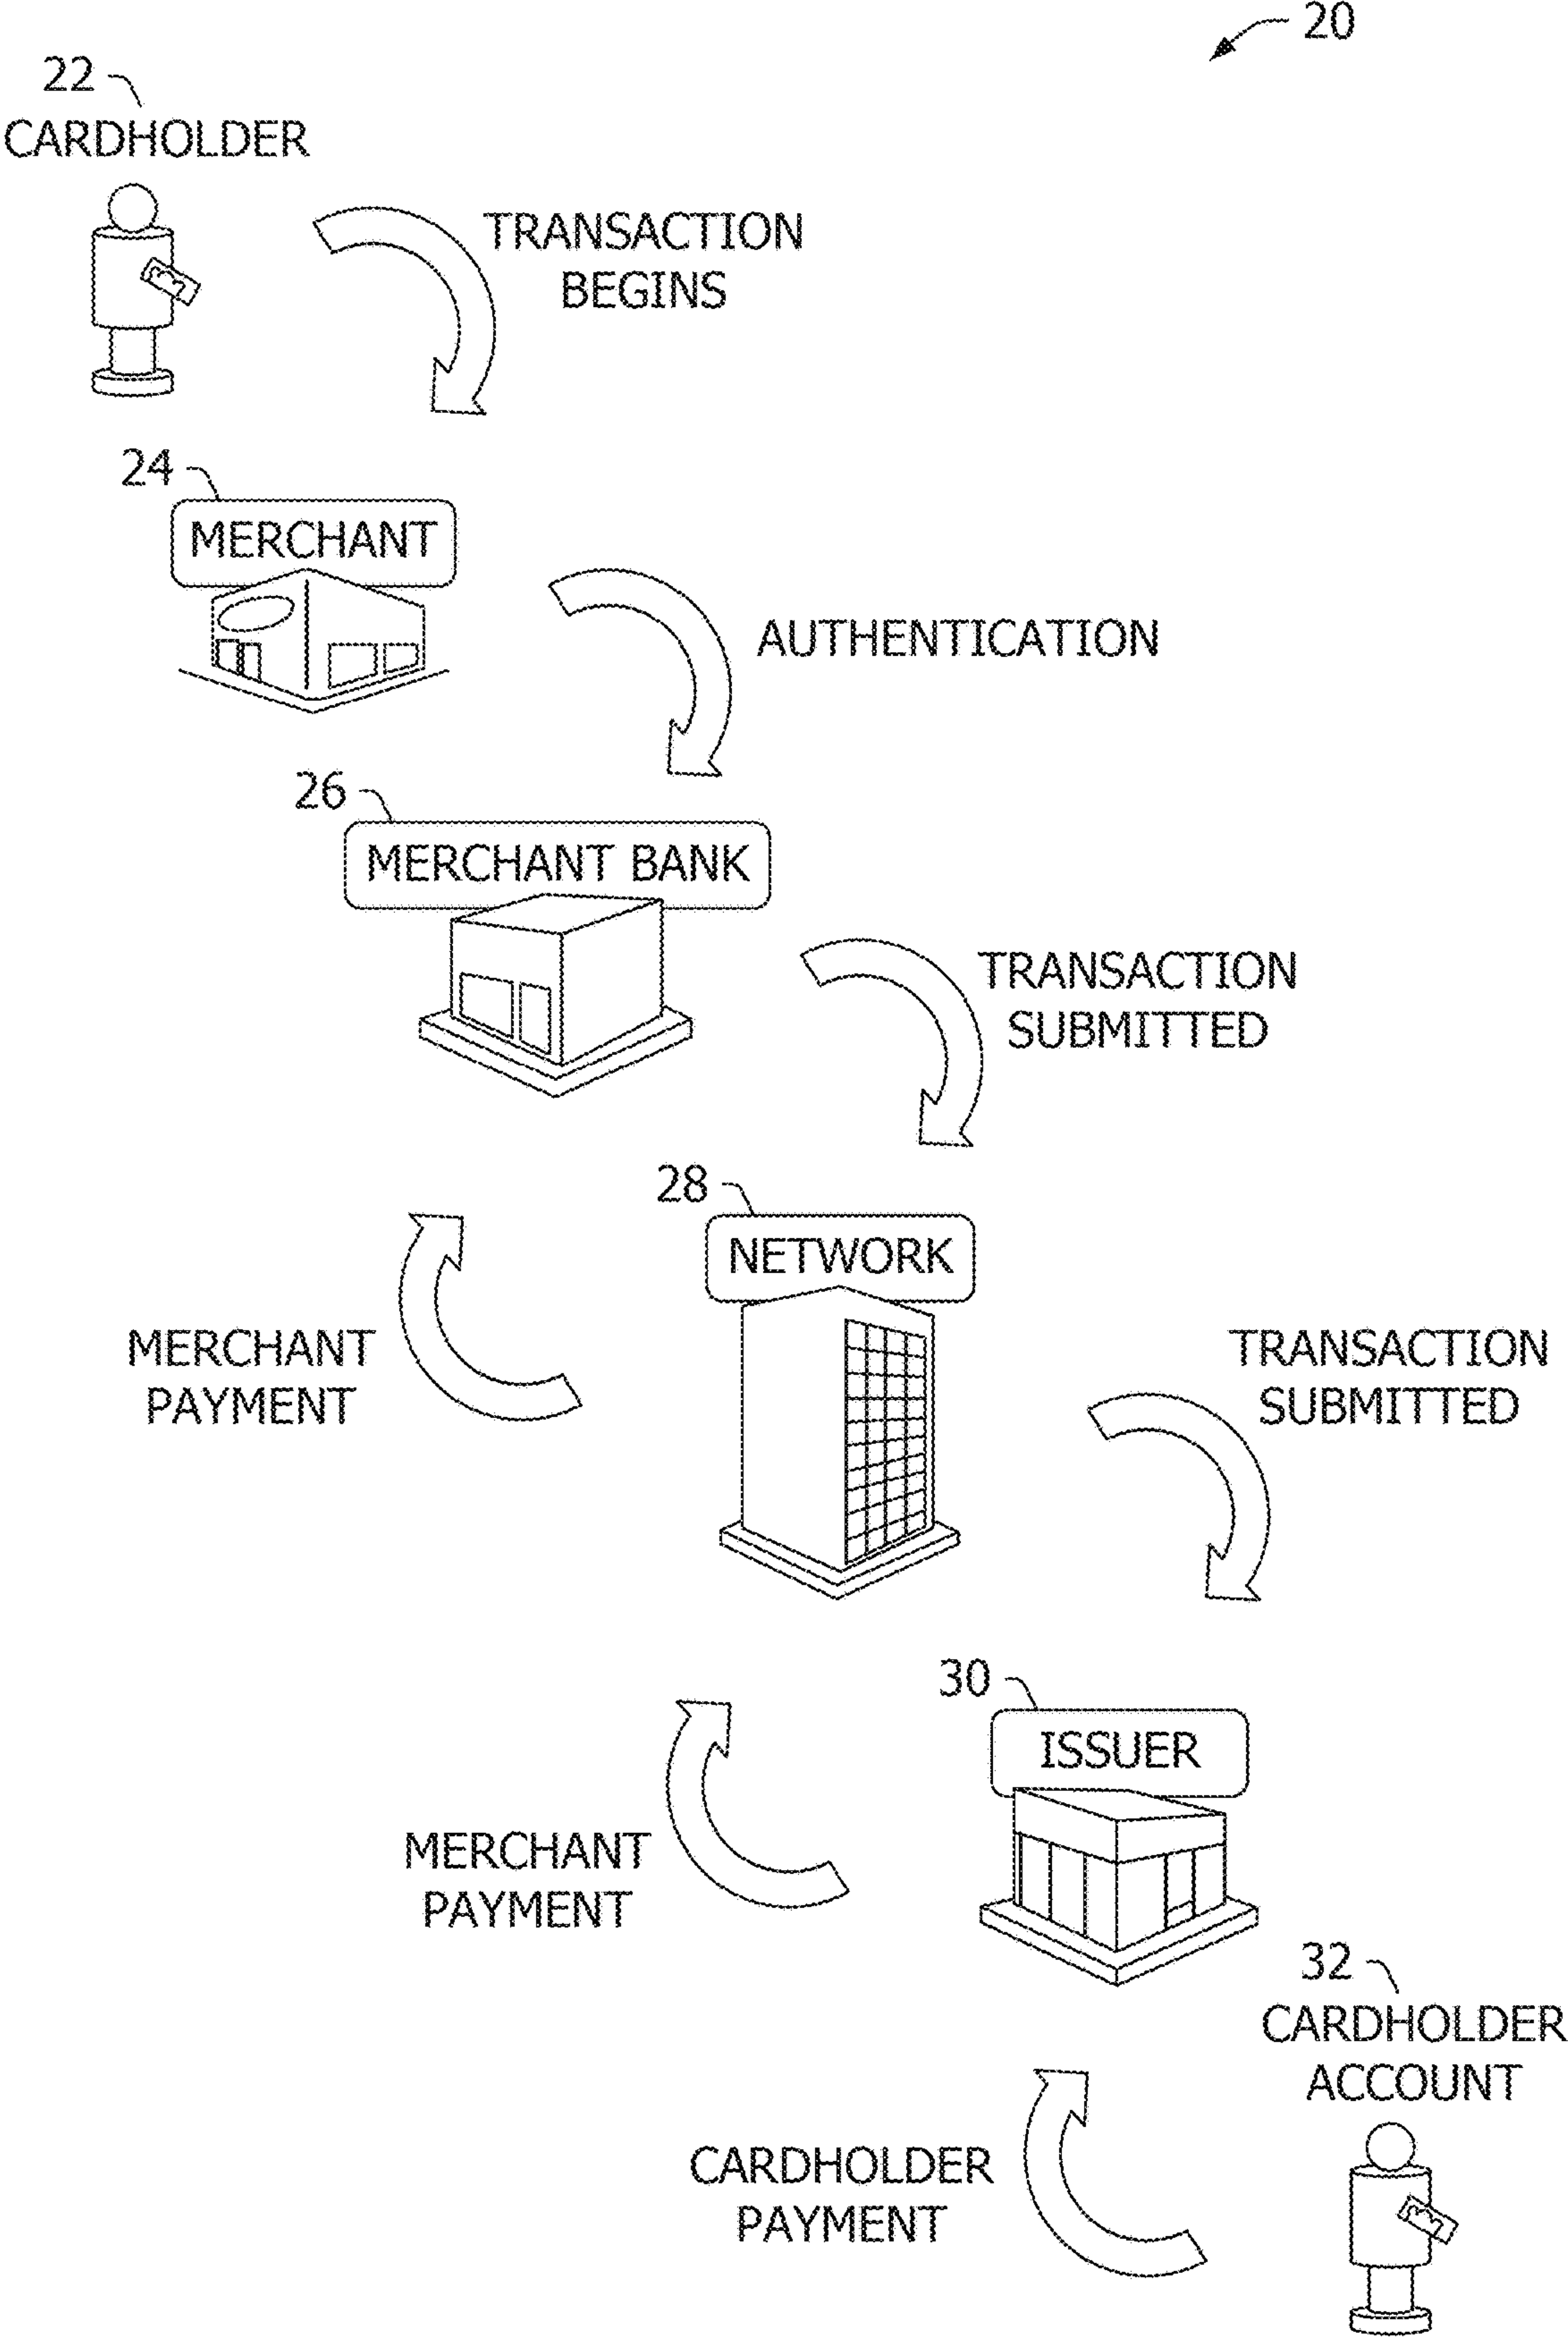 20
22
CARDHOLDER
TRANSACTION
BEGINS
24
MERCHANT
AUTHENTICATION
26
MERCHANT BANK
TRANSACTION
SUBMITTED
28
NETWORK
MERCHANT
PAYMENT
TRANSACTION
SUBMITTED
30
ISSUER
MERCHANT
PAYMENT
32
CARDHOLDER
ACCOUNT
CARDHOLDER
PAYMENT